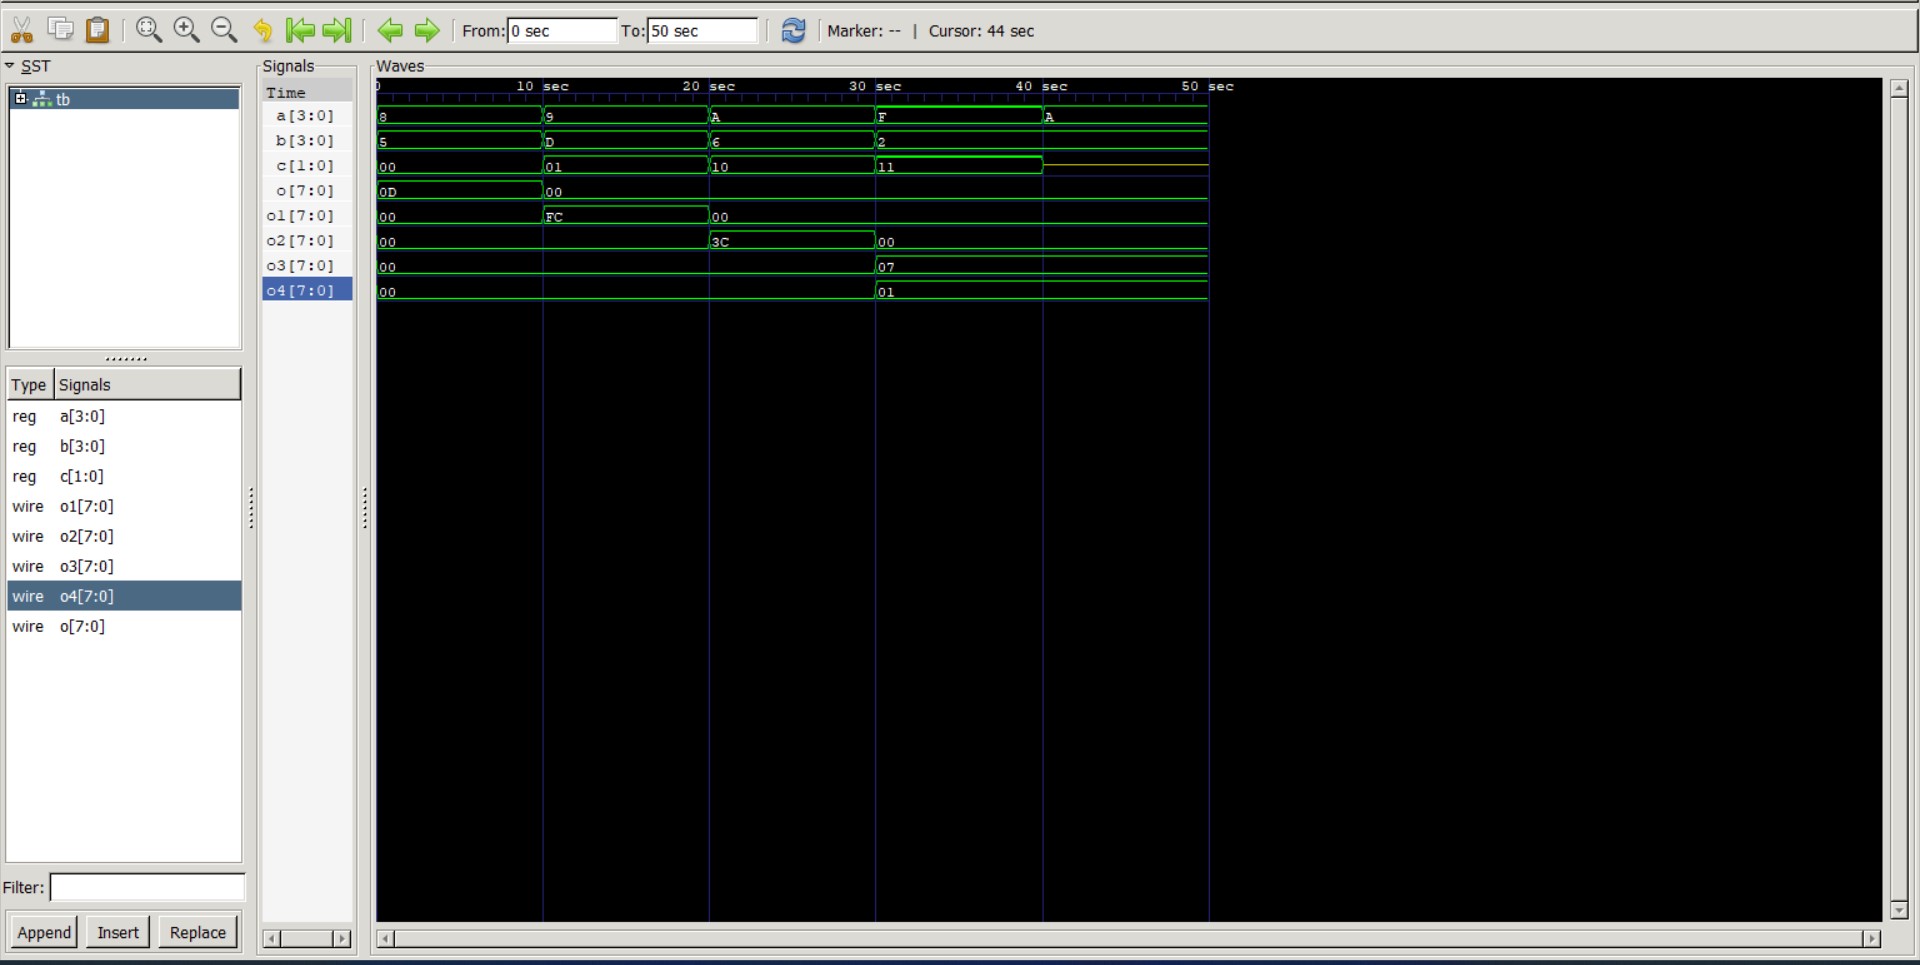 From: 0 sec To: 50 sec Marker: -- | Cursor: 44 sec
SST
tb
Type Signals
reg a[3:0]
reg b[3:0]
reg c[1:0]
wire o1[7:0]
wire o2[7:0]
wire o3[7:0]
wire o4[7:0]
wire o[7:0]
Filter:
Append Insert Replace
Signals
Time
a[3:0]
b[3:0]
c[1:0]
o[7:0]
o1[7:0]
o2[7:0]
o3[7:0]
o4[7:0]
Waves
0 10 sec 20 sec 30 sec 40 sec 50 sec
8 9 A F A
5 D 6 2
00 01 10 11
0D 00
00 FC 00
00 3C 00
00 07
00 01